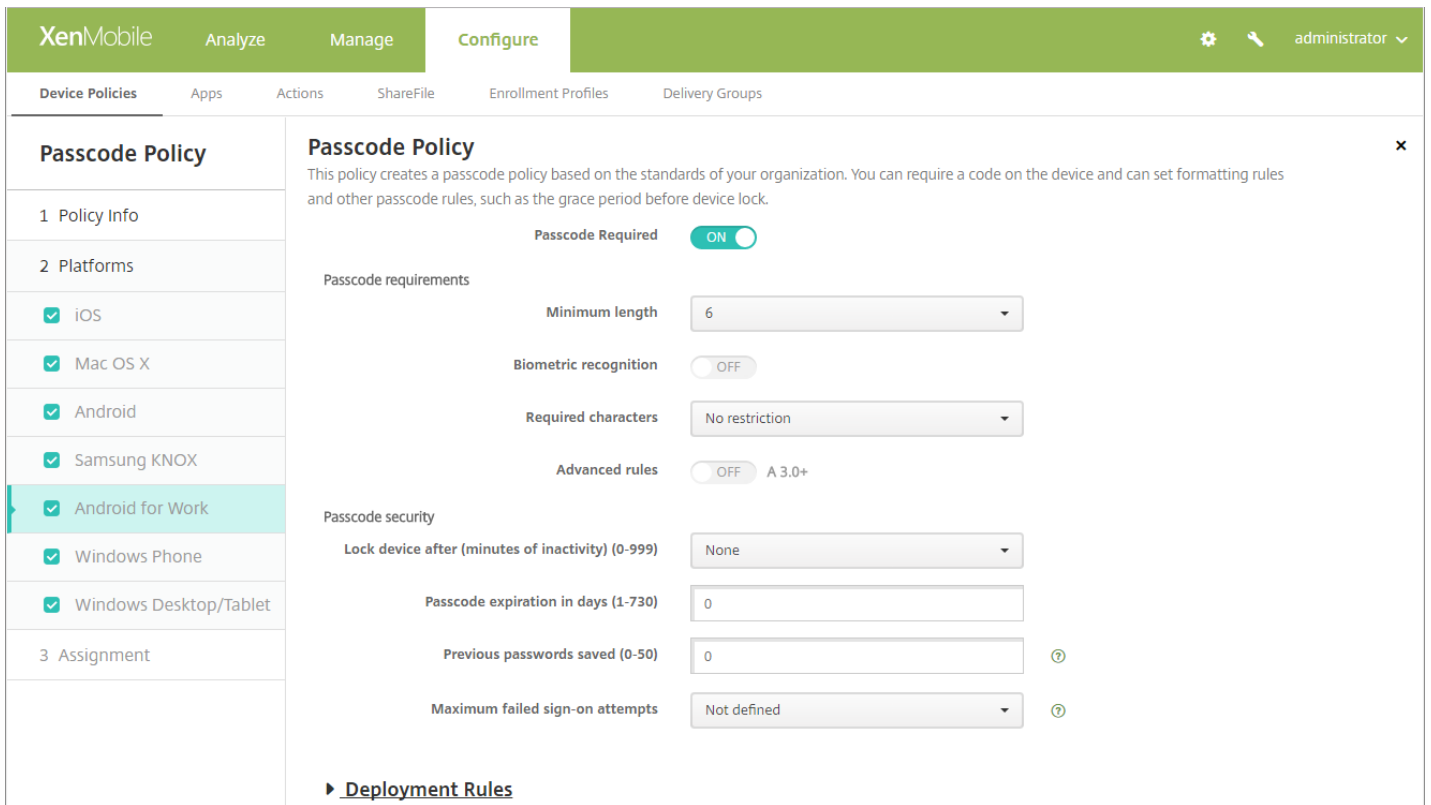 XenMobile Analyze Manage Configure administrator
Device Policies Apps Actions ShareFile Enrollment Profiles Delivery Groups
Passcode Policy
1 Policy Info
2 Platforms
iOS
Mac OS X
Android
Samsung KNOX
Android for Work
Windows Phone
Windows Desktop/Tablet
3 Assignment
Passcode Policy
This policy creates a passcode policy based on the standards of your organization. You can require a code on the device and can set formatting rules
and other passcode rules, such as the grace period before device lock.
Passcode Required ON
Passcode requirements
Minimum length 6
Biometric recognition OFF
Required characters No restriction
Advanced rules OFF A 3.0+
Passcode security
Lock device after (minutes of inactivity) (0-999) None
Passcode expiration in days (1-730) 0
Previous passwords saved (0-50) 0
Maximum failed sign-on attempts Not defined
Deployment Rules